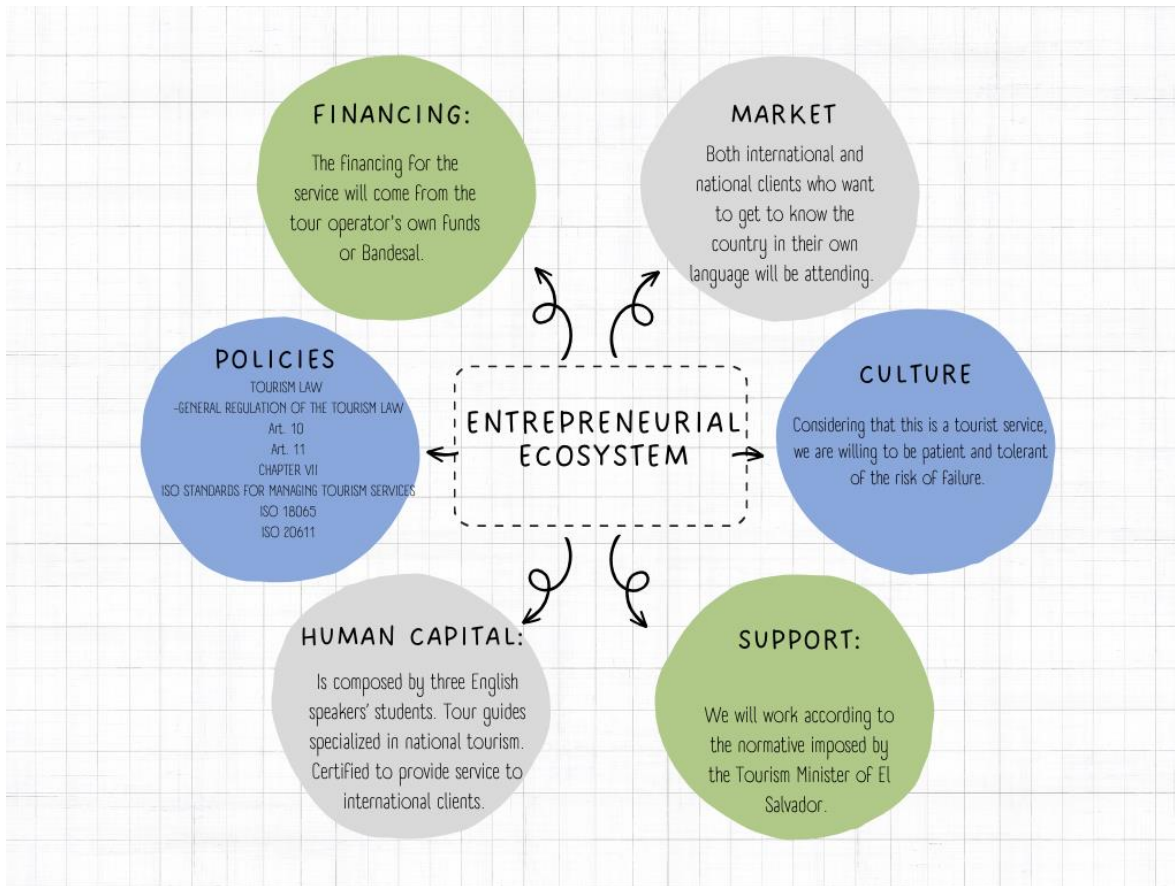 FINANCING:
The financing for the
service will come from the
tour operator's own funds
or Bandesal.
MARKET
Both international and
national clients who want
to get to know the
country in their own
language will be attending.
POLICIES
TOURISM LAW
-GENERAL REGULATION OF THE TOURISM LAW
Art. 10
Art. 11
CHAPTER VII
ISO STANDARDS FOR MANAGING TOURISM SERVICES
ISO 18065
ISO 20611
ENTREPRENEURIAL
ECOSYSTEM
CULTURE
Considering that this is a tourist service,
we are willing to be patient and tolerant
of the risk of failure.
HUMAN CAPITAL:
Is composed by three English
speakers' students. Tour guides
specialized in national tourism.
Certified to provide service to
international clients.
SUPPORT:
We will work according to
the normative imposed by
the Tourism Minister of El
Salvador.